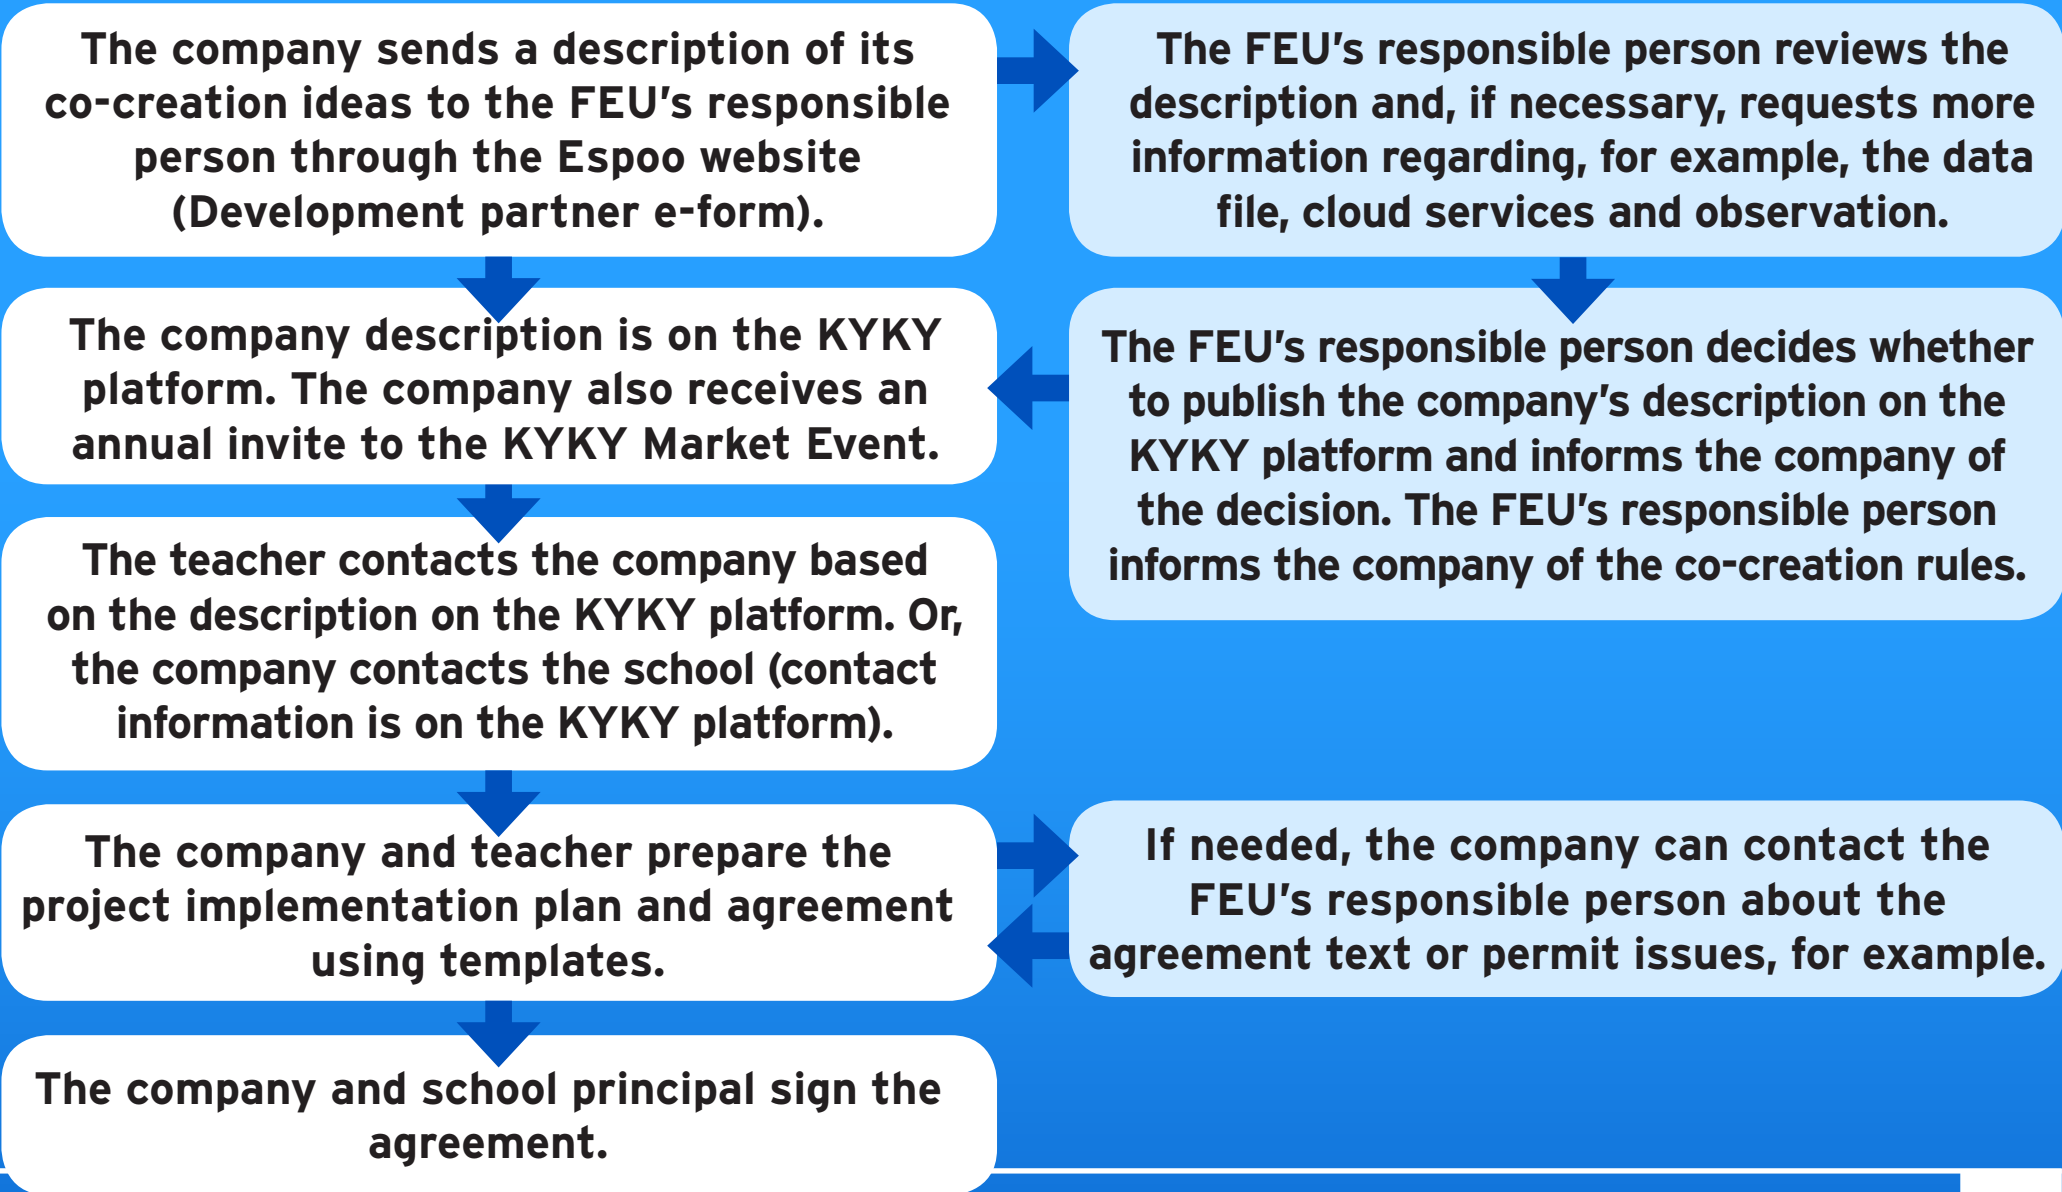 The company sends a description of its
co-creation ideas to the FEU's responsible
person through the Espoo website
(Development partner e-form).
The FEU's responsible person reviews the
description and, if necessary, requests more
information regarding, for example, the data
file, cloud services and observation.
The company description is on the KYKY
platform. The company also receives an
annual invite to the KYKY Market Event.
The FEU's responsible person decides whether
to publish the company's description on the
KYKY platform and informs the company of
the decision. The FEU's responsible person
informs the company of the co-creation rules.
The teacher contacts the company based
on the description on the KYKY platform. Or,
the company contacts the school (contact
information is on the KYKY platform).
The company and teacher prepare the
project implementation plan and agreement
using templates.
If needed, the company can contact the
FEU's responsible person about the
agreement text or permit issues, for example.
The company and school principal sign the
agreement.